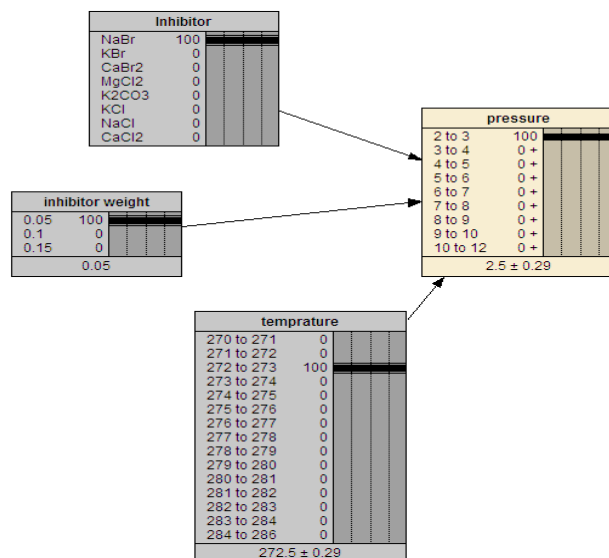 Inhibitor
NaBr 100
KBr 0
CaBr2 0
MgCl2 0
K2CO3 0
KCl 0
NaCl 0
CaCl2 0
pressure
2 to 3 100
3 to 4 0 +
4 to 5 0 +
5 to 6 0 +
6 to 7 0 +
7 to 8 0 +
8 to 9 0 +
9 to 10 0 +
10 to 12 0 +
2.5 ± 0.29
inhibitor weight
0.05 100
0.1 0
0.15 0
0.05
temprature
270 to 271 0
271 to 272 0
272 to 273 100
273 to 274 0
274 to 275 0
275 to 276 0
276 to 277 0
277 to 278 0
278 to 279 0
279 to 280 0
280 to 281 0
281 to 282 0
282 to 283 0
283 to 284 0
284 to 286 0
272.5 ± 0.29